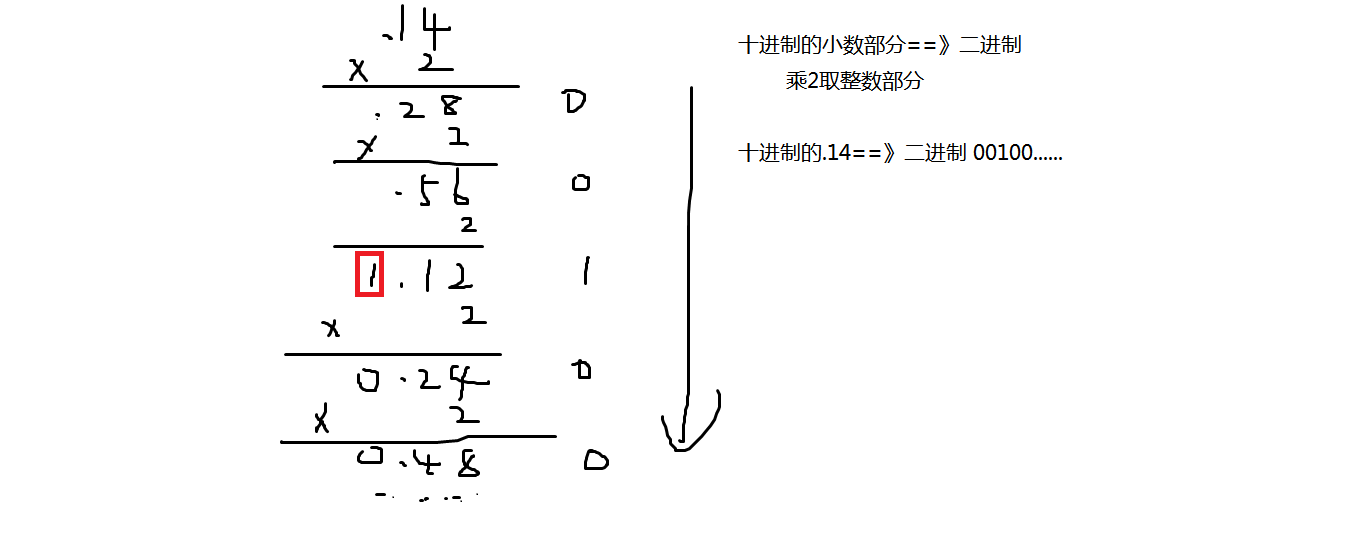 .14
x 2
.28 0
x 2
.56 0
2
1.12 1
x 2
0.24 0
x 2
0.48 0
十进制的小数部分==》二进制
乘2取整数部分
十进制的.14==》二进制 00100......